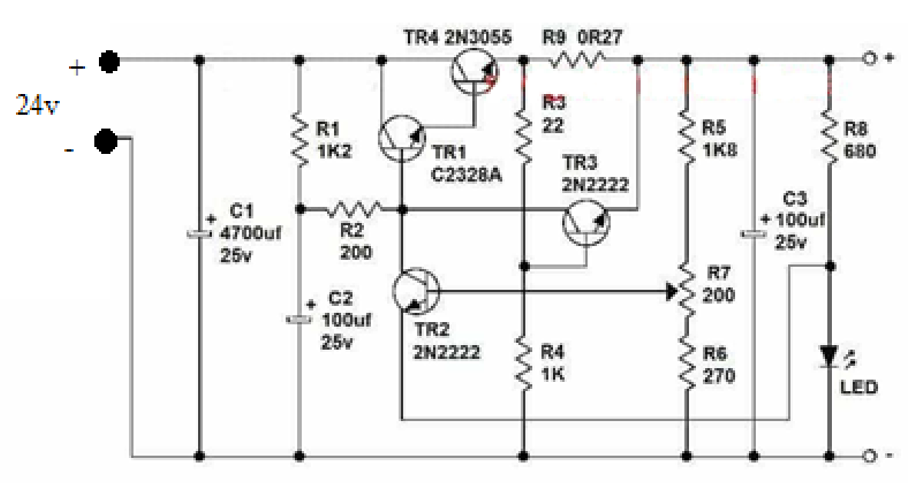 TR4 2N3055
R9 0R27
+
24v
-
+
R1
1K2
TR1
C2328A
R3
22
TR3
2N2222
R5
1K8
R8
680
+
C1
4700uf
25v
R2
200
C3
+ 100uf
25v
+
C2
100uf
25v
TR2
2N2222
R7
200
R4
1K
R6
270
LED
-